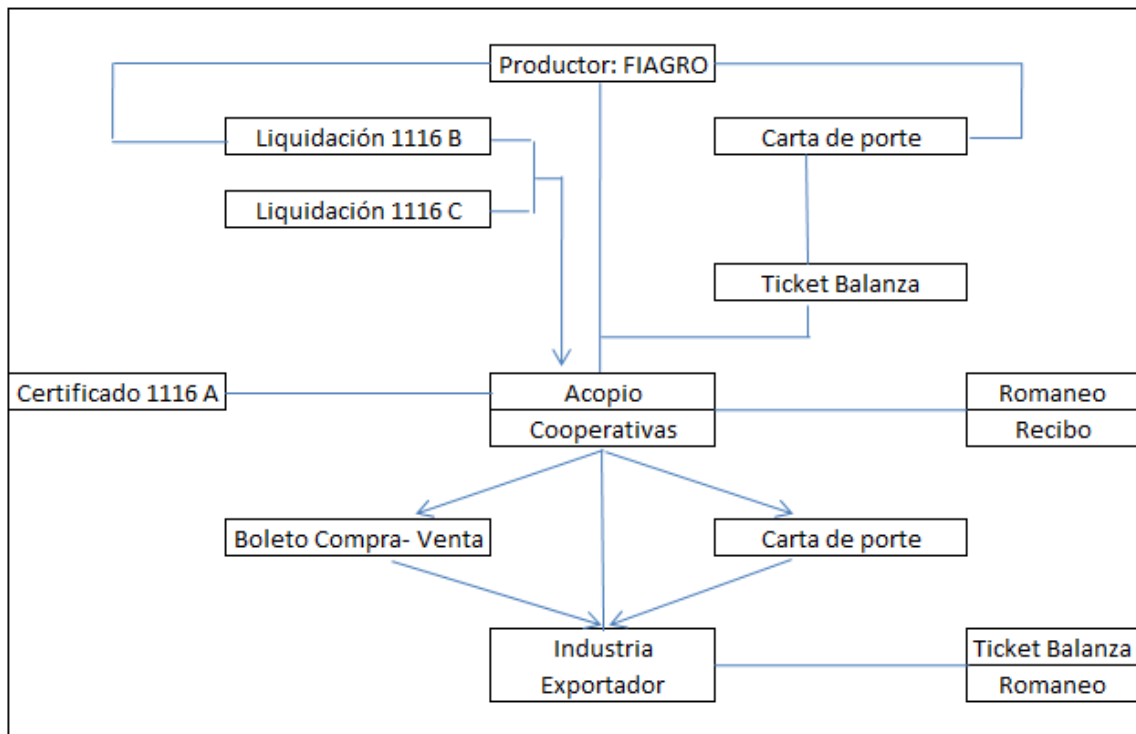 Productor: FIAGRO
Liquidación 1116 B
Carta de porte
Liquidación 1116 C
Ticket Balanza
Certificado 1116 A
Acopio
Cooperativas
Romaneo
Recibo
Boleto Compra- Venta
Carta de porte
Industria
Exportador
Ticket Balanza
Romaneo